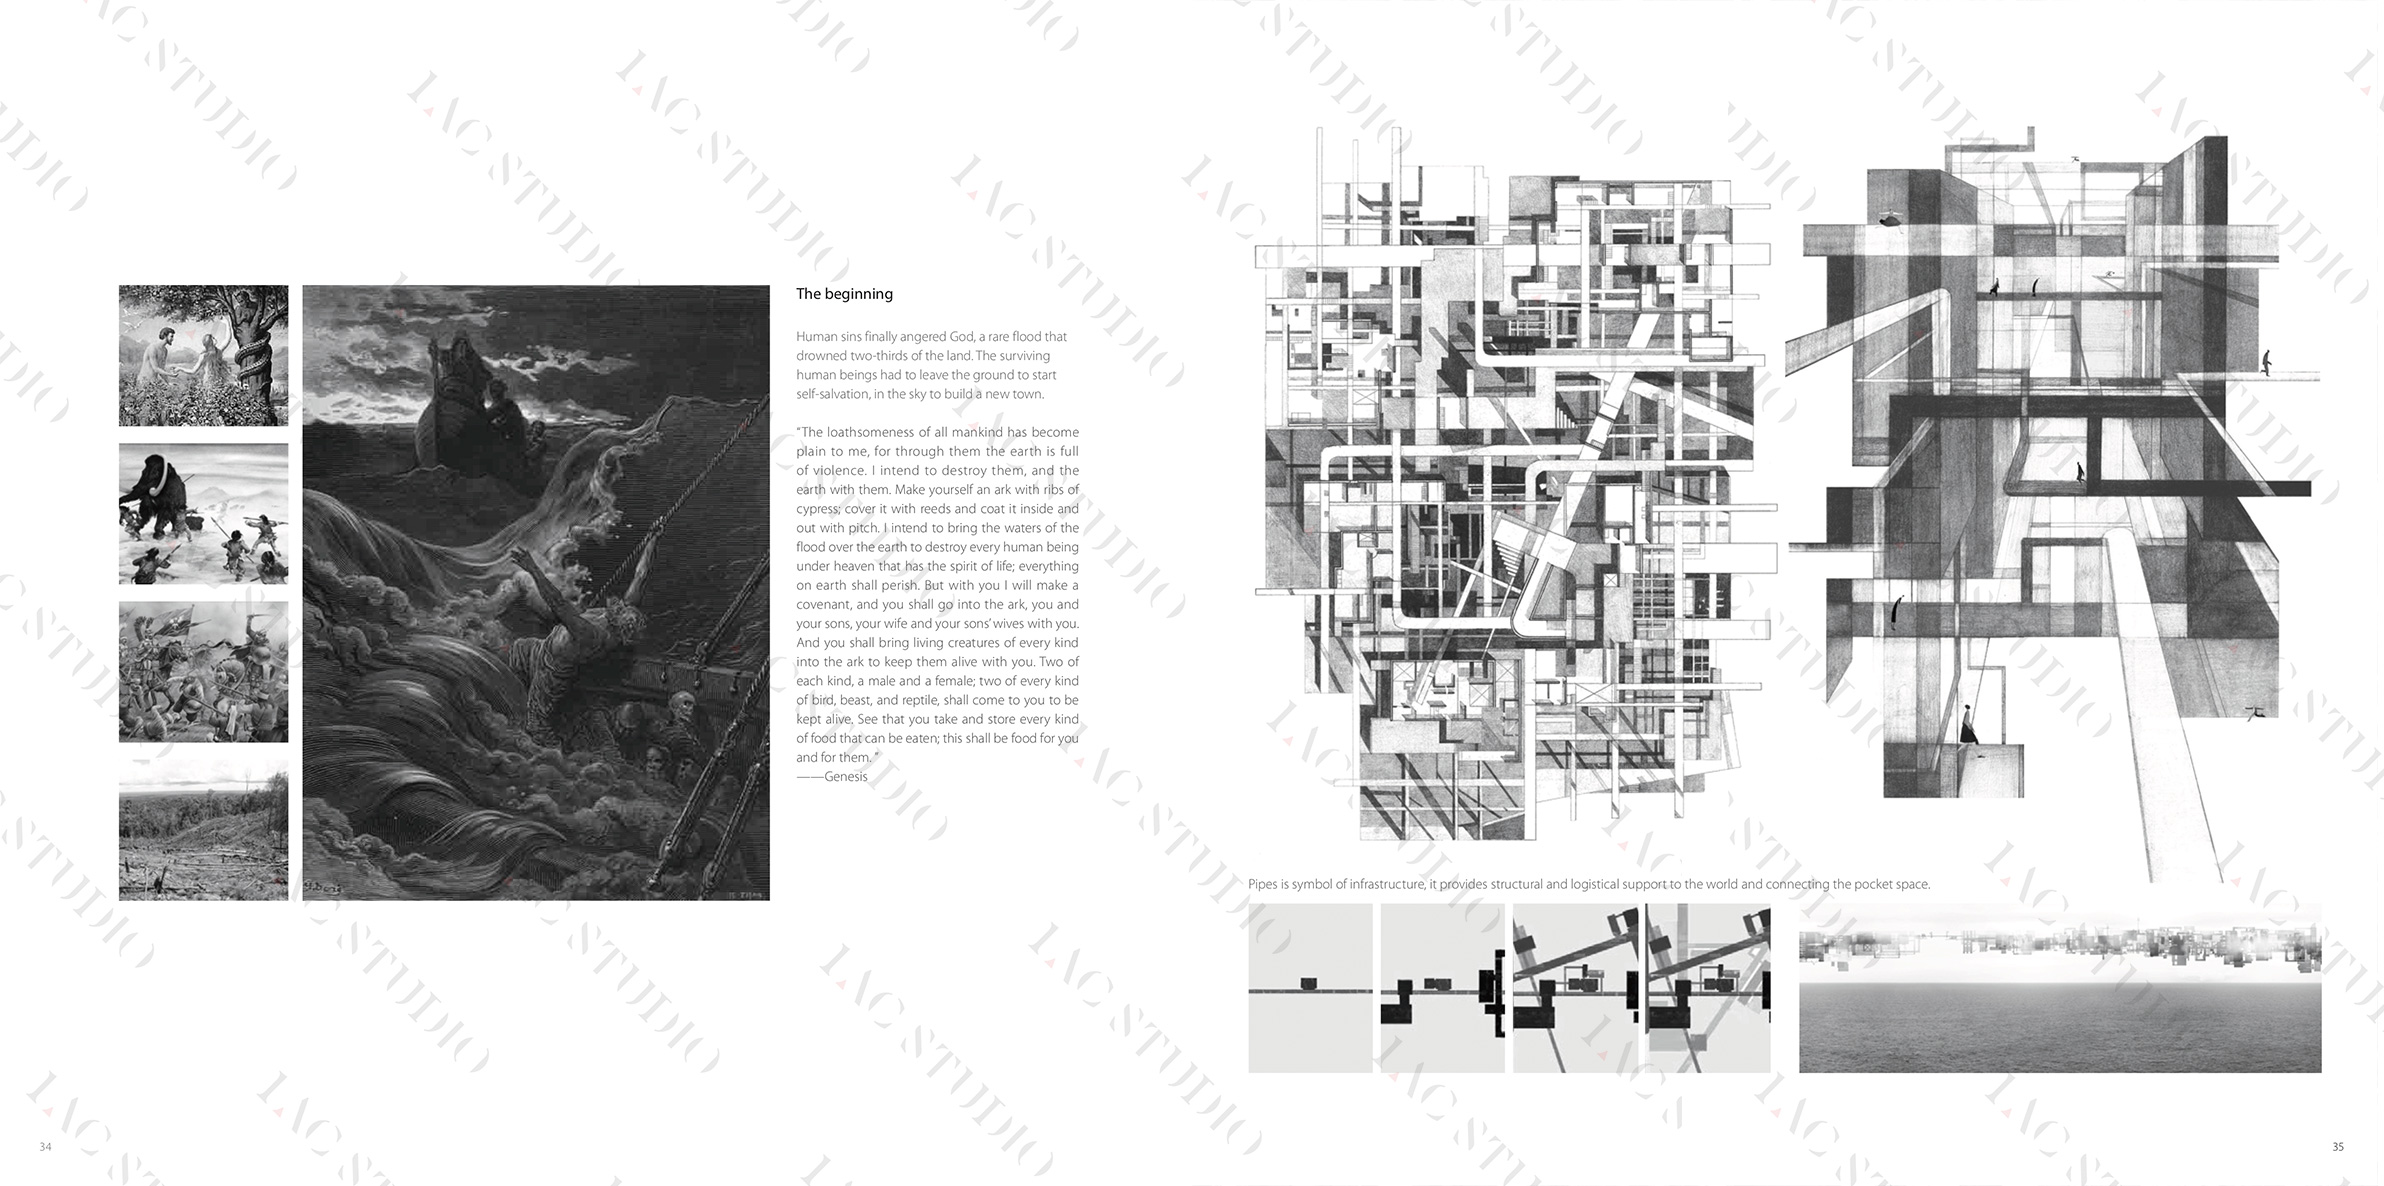 The beginning
Human sins finally angered God, a rare flood that
drowned two-thirds of the land. The surviving
human beings had to leave the ground to start
self-salvation, in the sky to build a new town.
“The loathsomeness of all mankind has become
plain to me, for through them the earth is full
of violence. I intend to destroy them, and the
earth with them. Make yourself an ark with ribs of
cypress; cover it with reeds and coat it inside and
out with pitch. I intend to bring the waters of the
flood over the earth to destroy every human being
under heaven that has the spirit of life; everything
on earth shall perish. But with you I will make a
covenant, and you shall go into the ark, you and
your sons, your wife and your sons’ wives with you.
And you shall bring living creatures of every kind
into the ark to keep them alive with you. Two of
each kind, a male and a female; two of every kind
of bird, beast, and reptile, shall come to you to be
kept alive. See that you take and store every kind
of food that can be eaten; this shall be food for you
and for them. ”
——Genesis
Pipes is symbol of infrastructure, it provides structural and logistical support to the world and connecting the pocket space.
34
35
LAC STUDIO